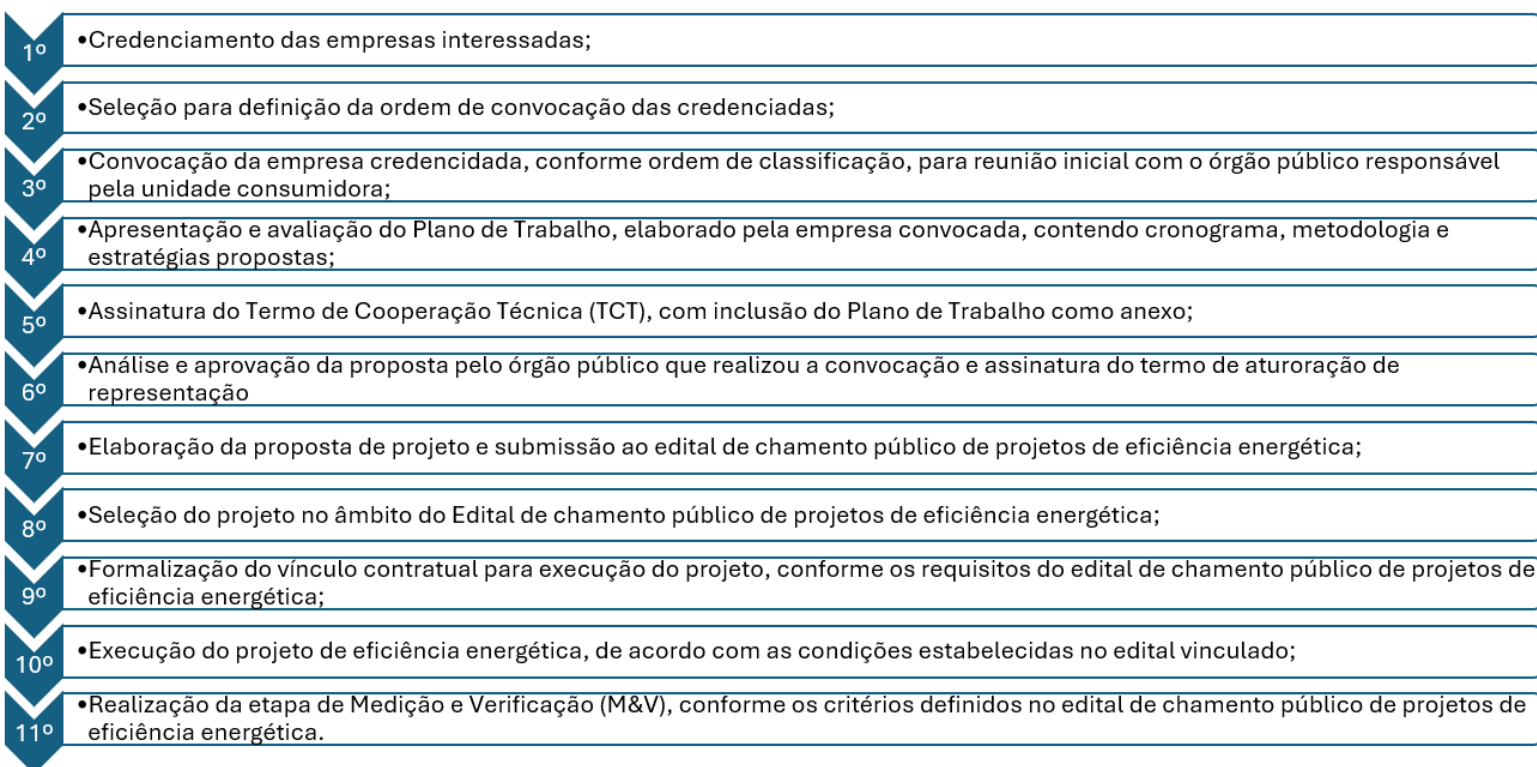 1º
•Credenciamento das empresas interessadas;
2º
•Seleção para definição da ordem de convocação das credenciadas;
3º
•Convocação da empresa credencidada, conforme ordem de classificação, para reunião inicial com o órgão público responsável
pela unidade consumidora;
4º
•Apresentação e avaliação do Plano de Trabalho, elaborado pela empresa convocada, contendo cronograma, metodologia e
estratégias propostas;
5º
•Assinatura do Termo de Cooperação Técnica (TCT), com inclusão do Plano de Trabalho como anexo;
6º
•Análise e aprovação da proposta pelo órgão público que realizou a convocação e assinatura do termo de aturoração de
representação
7º
•Elaboração da proposta de projeto e submissão ao edital de chamento público de projetos de eficiência energética;
8º
•Seleção do projeto no âmbito do Edital de chamento público de projetos de eficiência energética;
9º
•Formalização do vínculo contratual para execução do projeto, conforme os requisitos do edital de chamento público de projetos de
eficiência energética;
10º
•Execução do projeto de eficiência energética, de acordo com as condições estabelecidas no edital vinculado;
11º
•Realização da etapa de Medição e Verificação (M&V), conforme os critérios definidos no edital de chamento público de projetos de
eficiência energética.